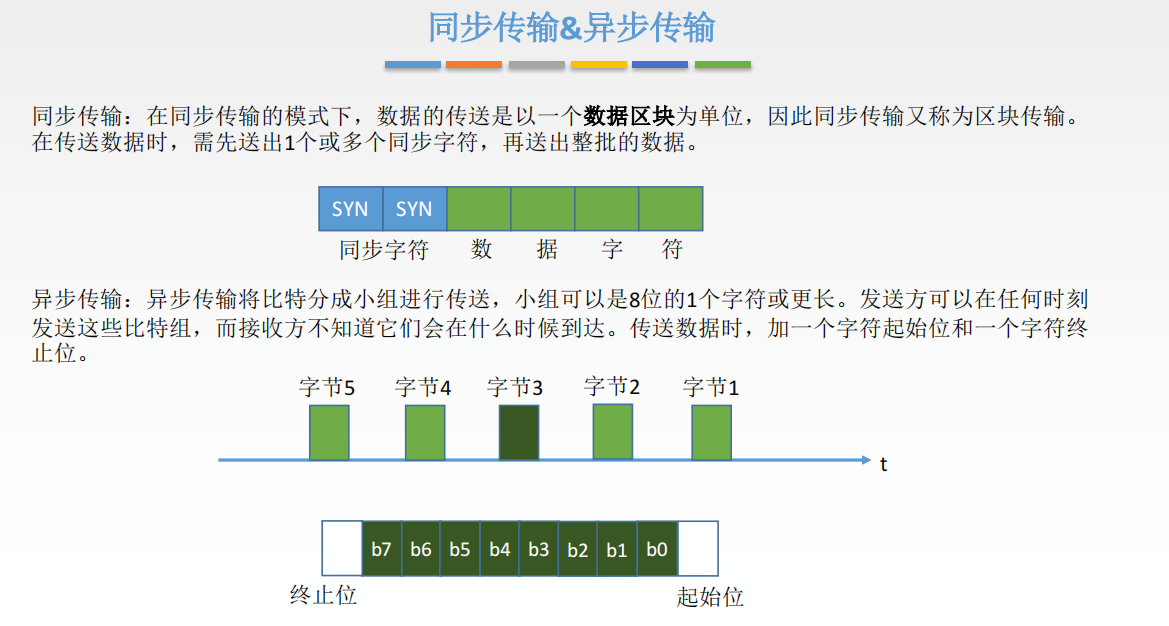 同步传输&异步传输
同步传输：在同步传输的模式下，数据的传送是以一个数据区块为单位，因此同步传输又称为区块传输。
在传送数据时，需先送出1个或多个同步字符，再送出整批的数据。
SYN SYN
同步字符 数 据 字 符
异步传输：异步传输将比特分成小组进行传送，小组可以是8位的1个字符或更长。发送方可以在任何时刻
发送这些比特组，而接收方不知道它们会在什么时候到达。传送数据时，加一个字符起始位和一个字符终
止位。
字节5 字节4 字节3 字节2 字节1
t
b7 b6 b5 b4 b3 b2 b1 b0
终止位 起始位